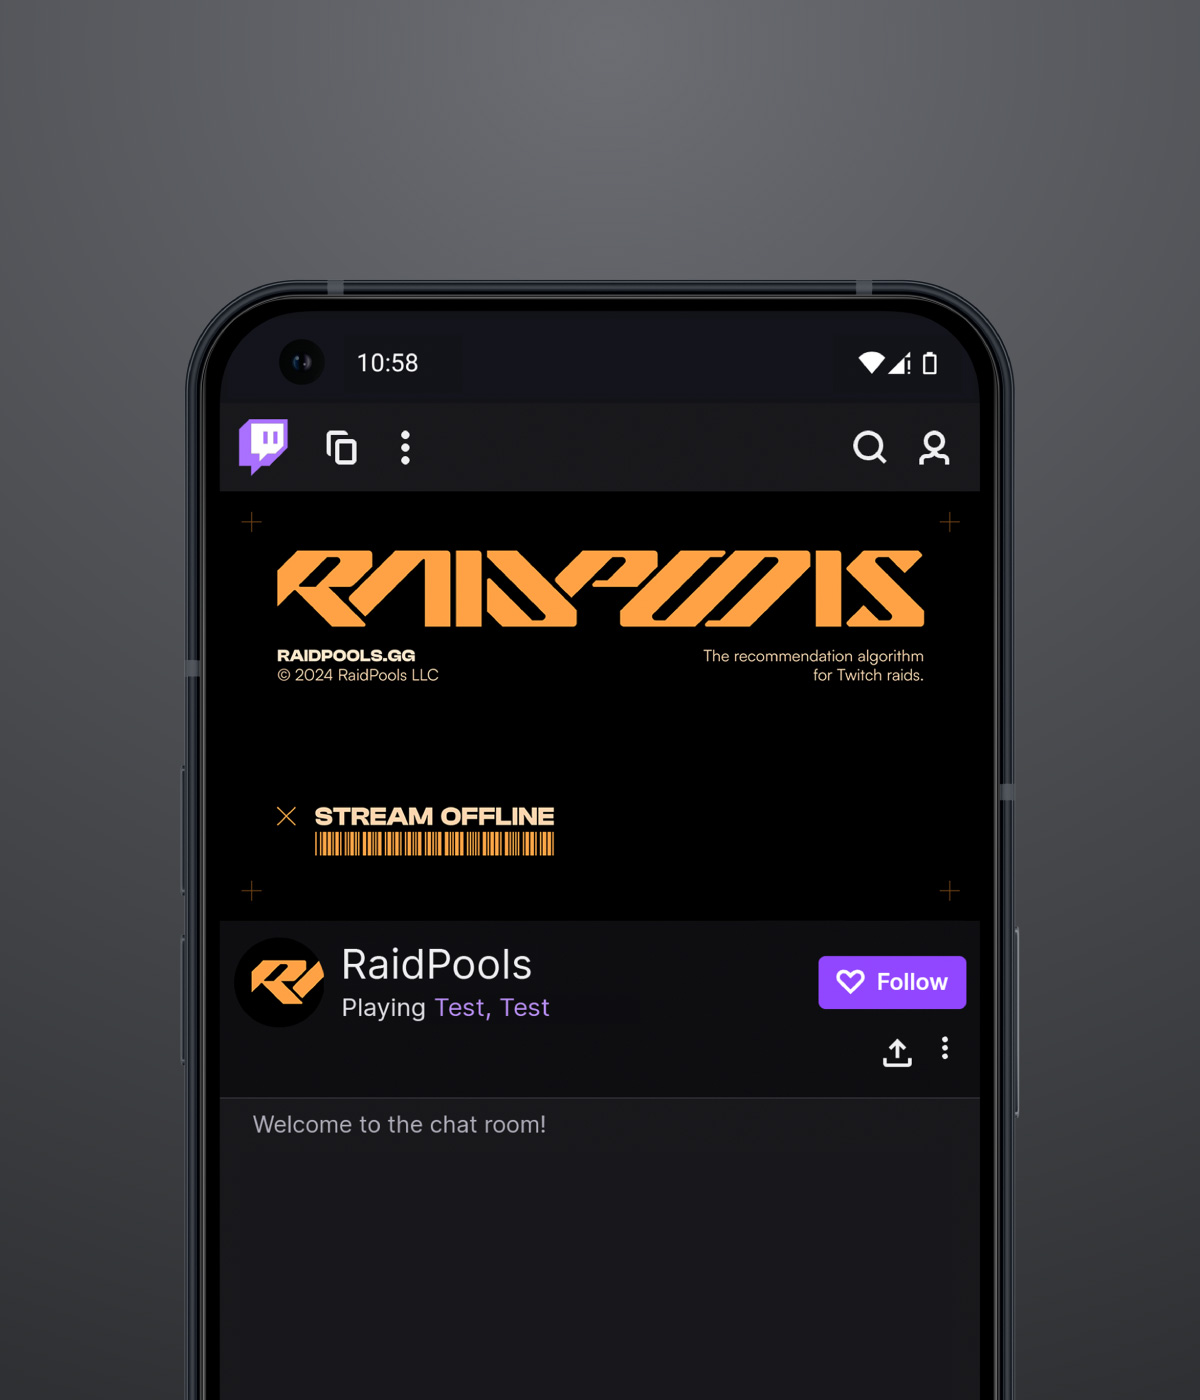 10:58
RAIDPOOLS
RAIDPOOLS.GG
© 2024 RaidPools LLC
The recommendation algorithm
for Twitch raids.
STREAM OFFLINE
RaidPools
Playing Test, Test
Follow
Welcome to the chat room!